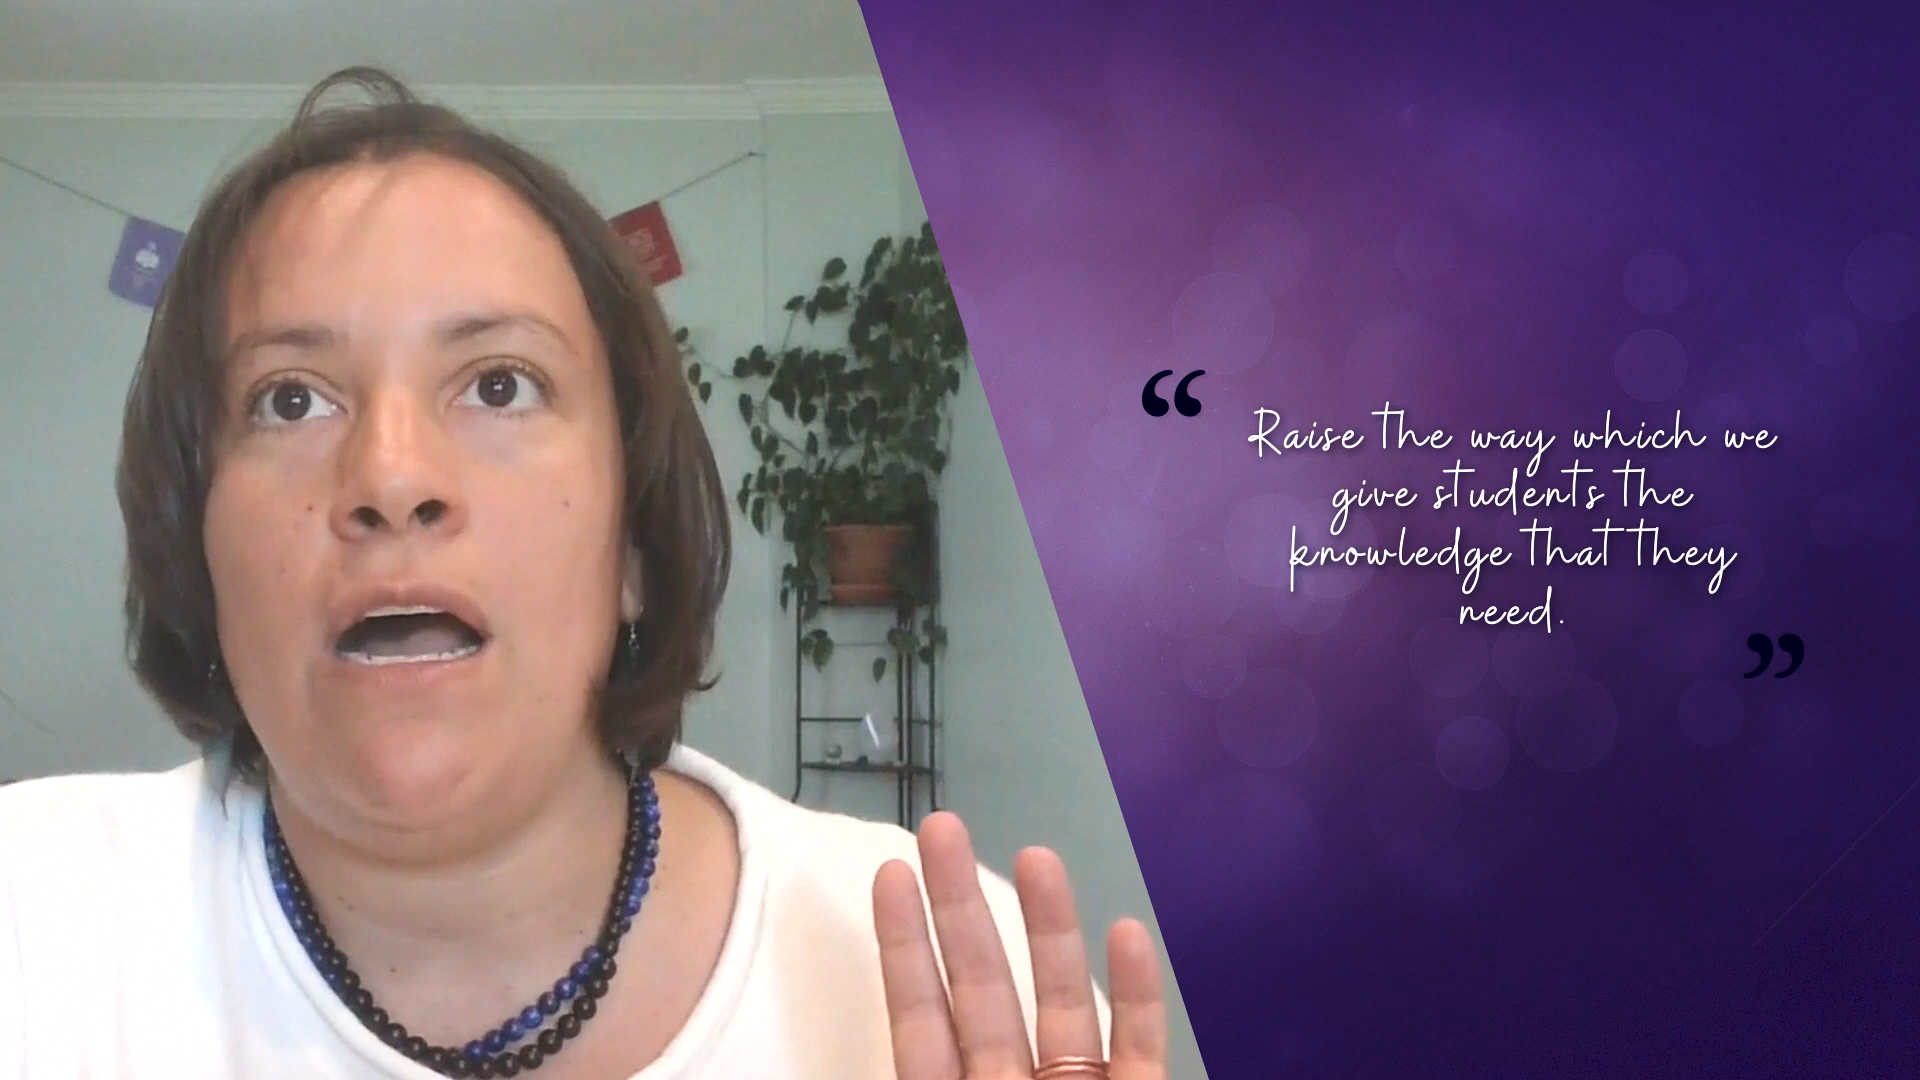 “Raise the way which we
give students the
knowledge that they
need.”